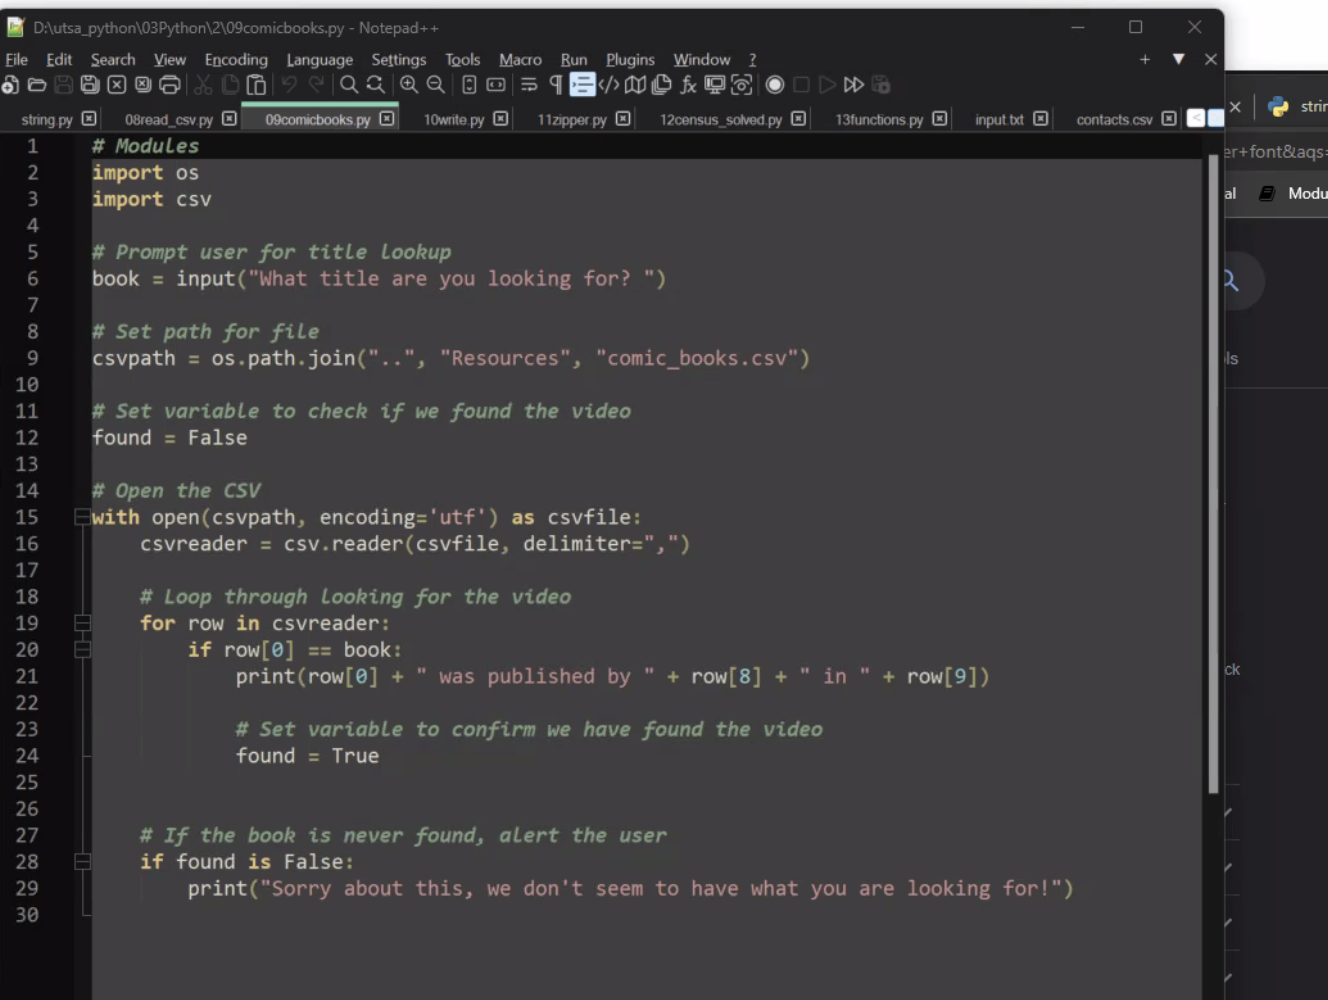 D:\utsa_python\03Python\2\09comicbooks.py - Notepad++
File Edit Search View Encoding Language Settings Tools Macro Run Plugins Window ?
string.py 08read_csv.py 09comicbooks.py 10write.py 11zipper.py 12census_solved.py 13functions.py input.txt contacts.csv
1 # Modules
2 import os
3 import csv
4
5 # Prompt user for title lookup
6 book = input("What title are you looking for? ")
7
8 # Set path for file
9 csvpath = os.path.join("..", "Resources", "comic_books.csv")
10
11 # Set variable to check if we found the video
12 found = False
13
14 # Open the CSV
15 with open(csvpath, encoding='utf') as csvfile:
16     csvreader = csv.reader(csvfile, delimiter=",")
17
18     # Loop through looking for the video
19     for row in csvreader:
20         if row[0] == book:
21             print(row[0] + " was published by " + row[8] + " in " + row[9])
22
23             # Set variable to confirm we have found the video
24             found = True
25
26
27     # If the book is never found, alert the user
28     if found is False:
29         print("Sorry about this, we don't seem to have what you are looking for!")
30
strin
er+font&aqs=
al Modu
ols
ck